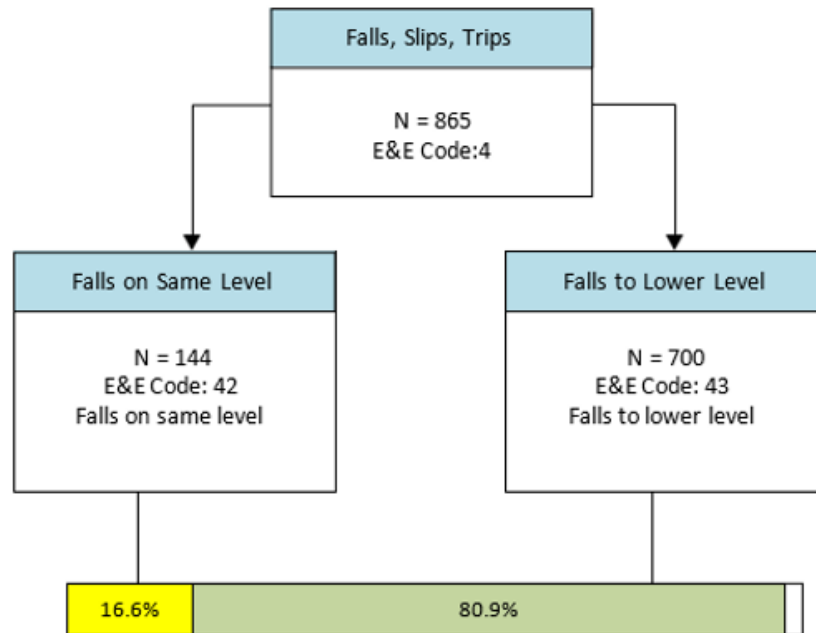 Falls, Slips, Trips
N = 865
E&E Code:4
Falls on Same Level
N = 144
E&E Code: 42
Falls on same level
Falls to Lower Level
N = 700
E&E Code: 43
Falls to lower level
16.6%
80.9%